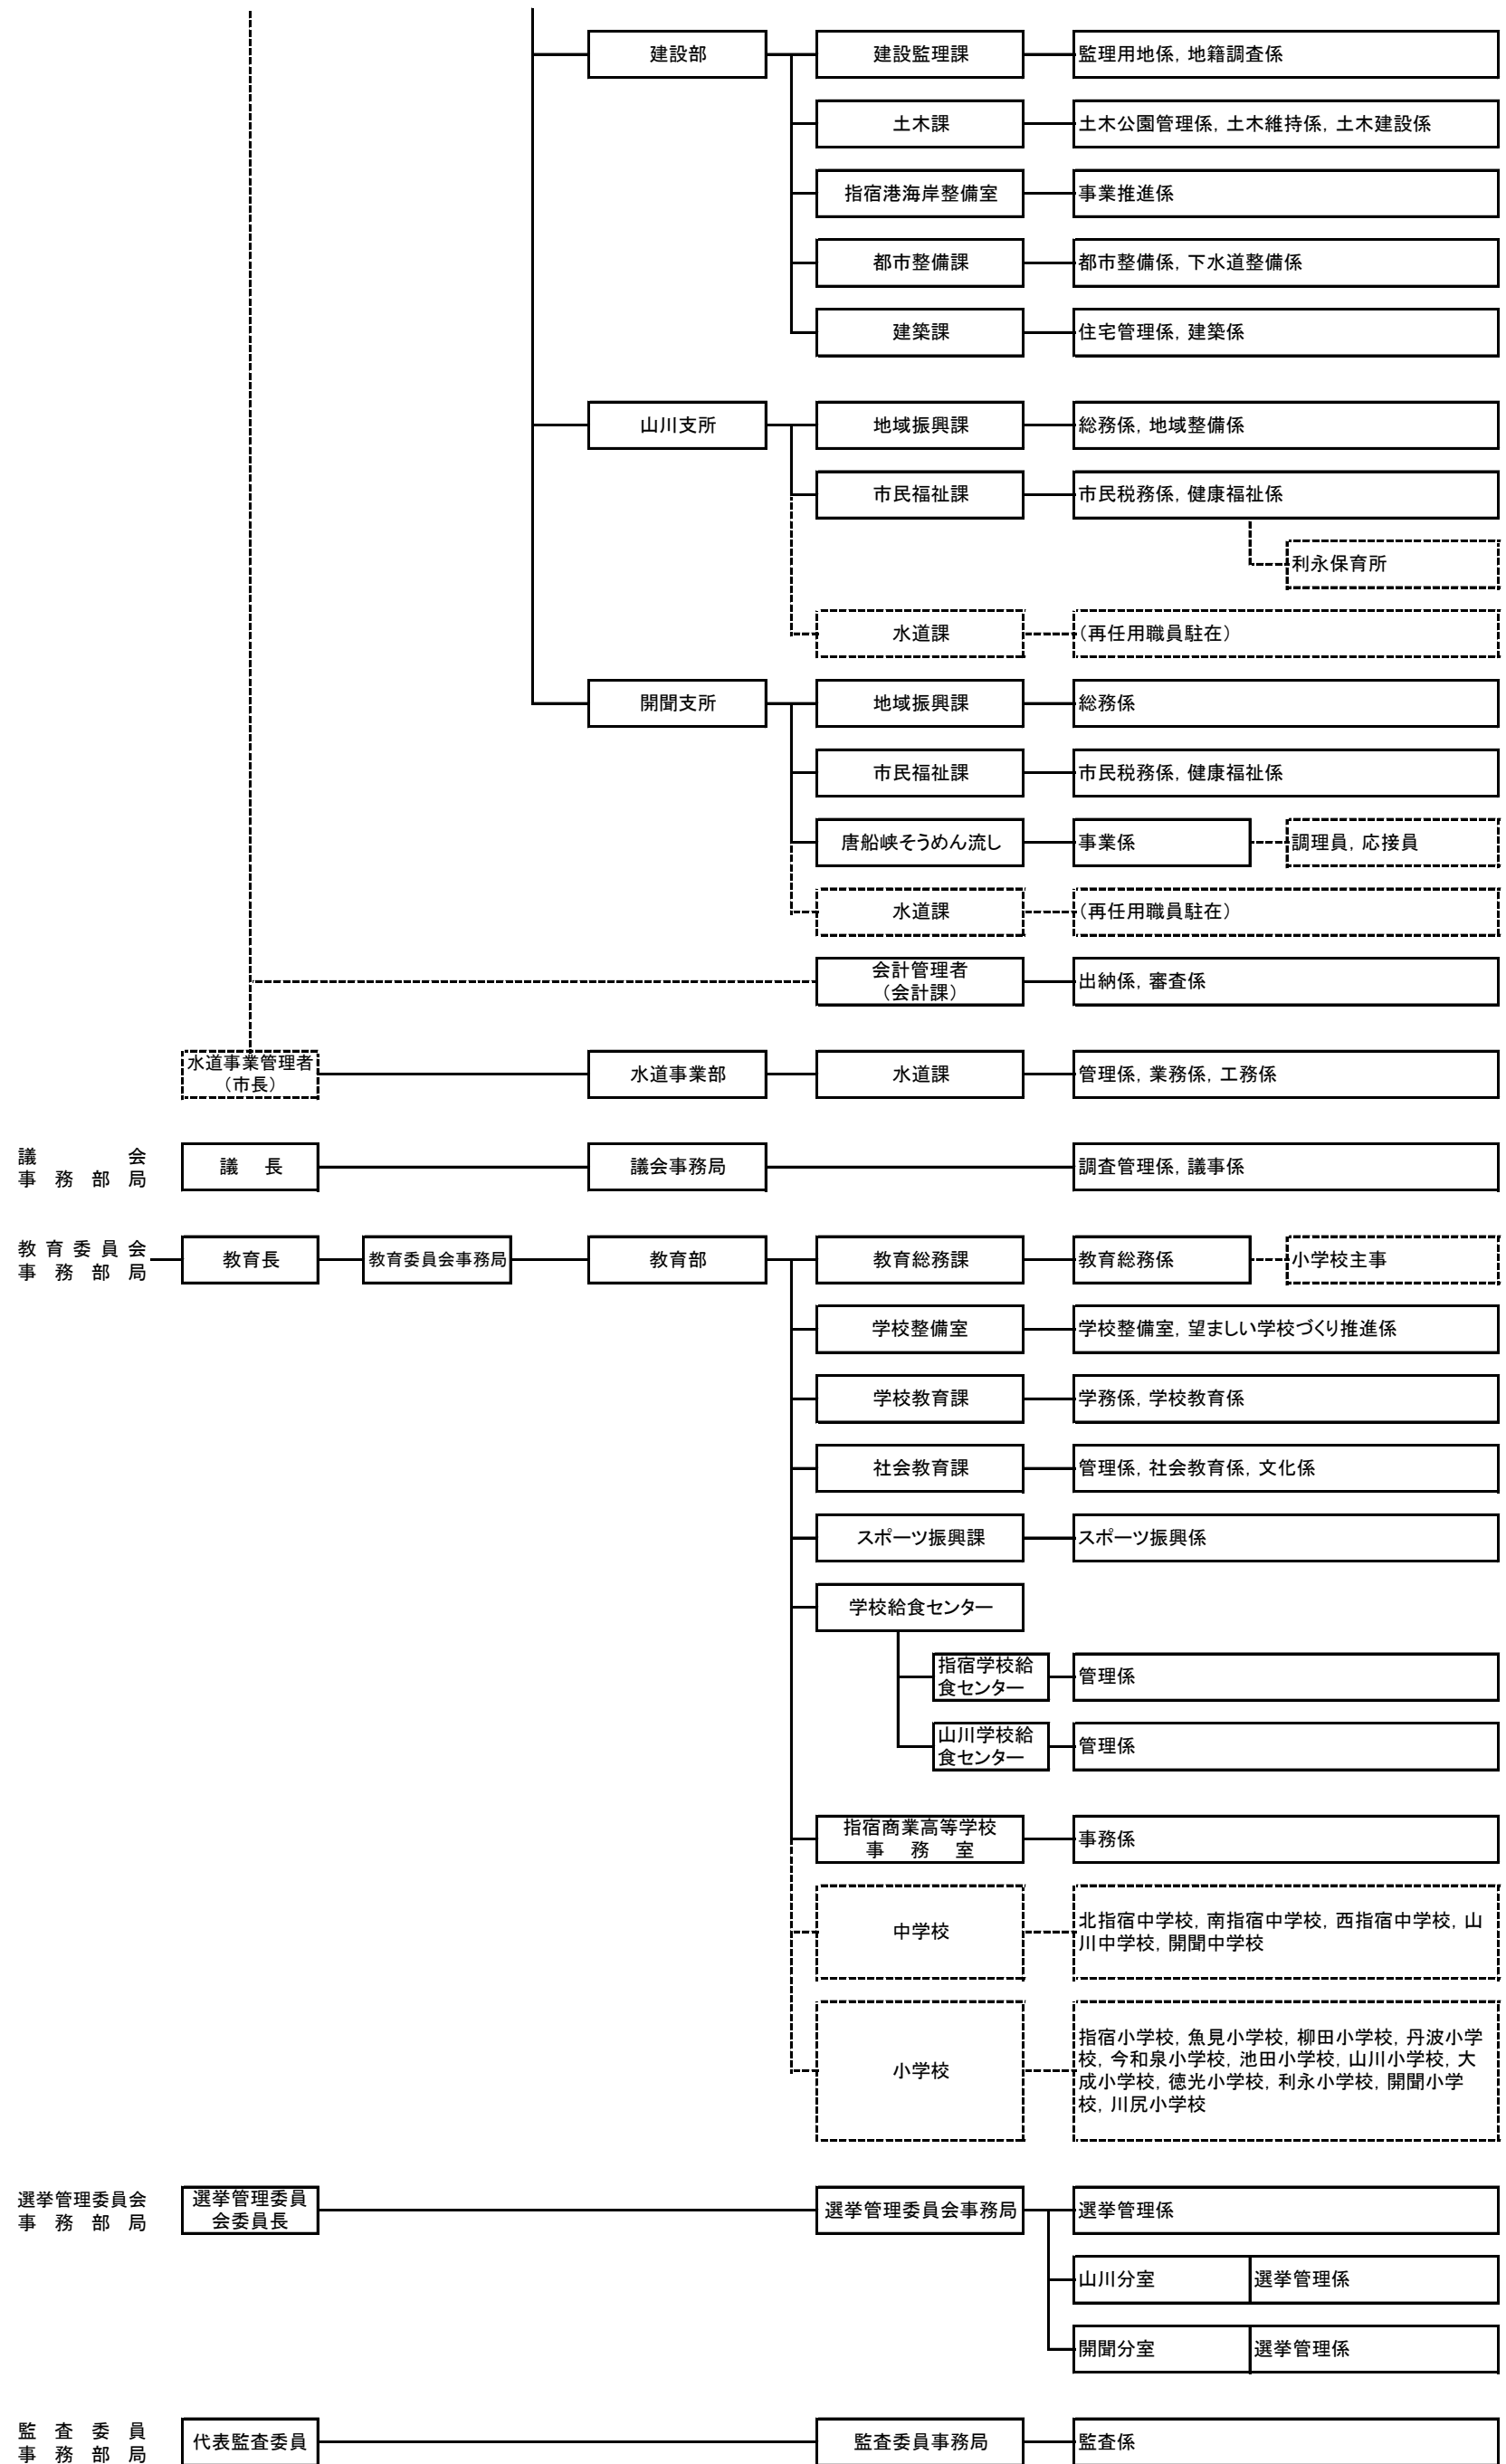 建設部
建設監理課
監理用地係, 地籍調査係
土木課
土木公園管理係, 土木維持係, 土木建設係
指宿港海岸整備室
事業推進係
都市整備課
都市整備係, 下水道整備係
建築課
住宅管理係, 建築係
山川支所
地域振興課
総務係, 地域整備係
市民福祉課
市民税務係, 健康福祉係
利永保育所
水道課
(再任用職員駐在)
開聞支所
地域振興課
総務係
市民福祉課
市民税務係, 健康福祉係
唐船峡そうめん流し
事業係
調理員, 応接員
水道課
(再任用職員駐在)
会計管理者
(会計課)
出納係, 審査係
水道事業管理者
(市長)
水道事業部
水道課
管理係, 業務係, 工務係
議会
事務部局
議長
議会事務局
調査管理係, 議事係
教育委員会
事務部局
教育長
教育委員会事務局
教育部
教育総務課
教育総務係
小学校主事
学校整備室
学校整備室, 望ましい学校づくり推進係
学校教育課
学務係, 学校教育係
社会教育課
管理係, 社会教育係, 文化係
スポーツ振興課
スポーツ振興係
学校給食センター
指宿学校給
食センター
管理係
山川学校給
食センター
管理係
指宿商業高等学校
事務室
事務係
中学校
北指宿中学校, 南指宿中学校, 西指宿中学校, 山
川中学校, 開聞中学校
小学校
指宿小学校, 魚見小学校, 柳田小学校, 丹波小学
校, 今和泉小学校, 池田小学校, 山川小学校, 大
成小学校, 徳光小学校, 利永小学校, 開聞小学
校, 川尻小学校
選挙管理委員会
事務部局
選挙管理委員
会委員長
選挙管理委員会事務局
選挙管理係
山川分室
選挙管理係
開聞分室
選挙管理係
監査委員
事務部局
代表監査委員
監査委員事務局
監査係